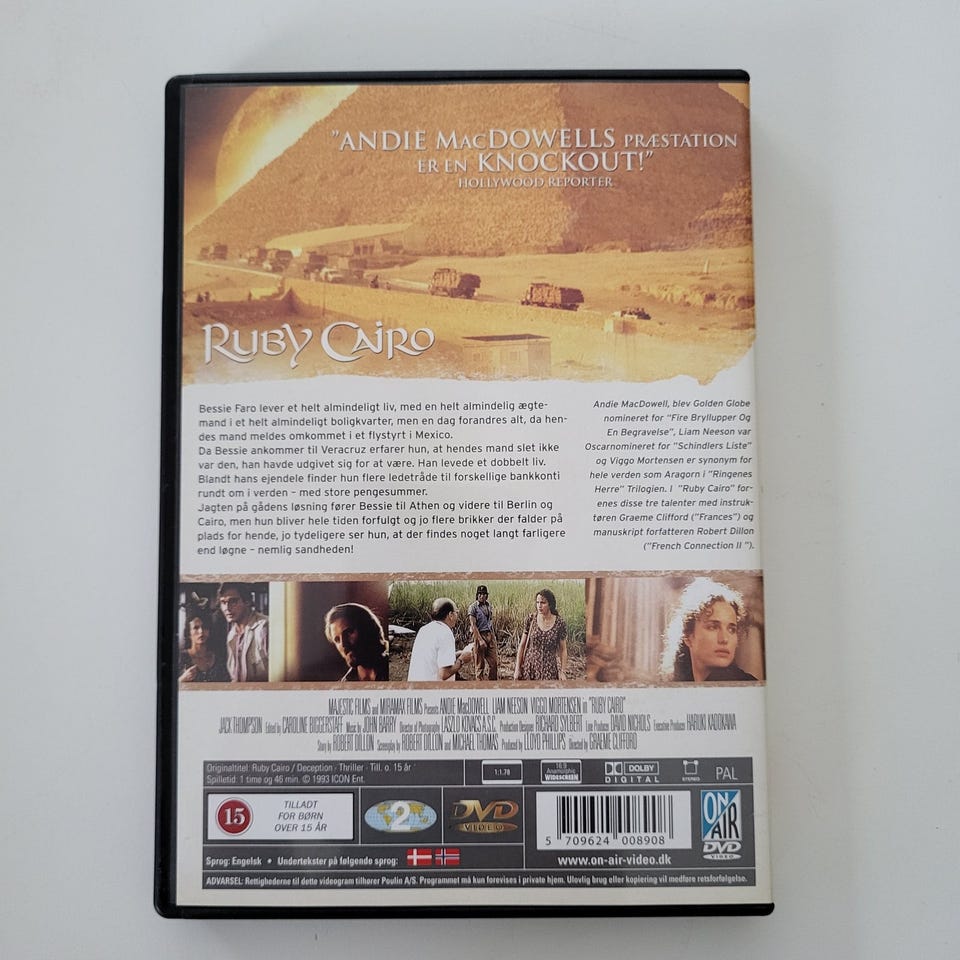 "ANDIE MACDOWELLS PRÆSTATION
ER EN KNOCKOUT!"
HOLLYWOOD REPORTER
RUBY CAIRO
Bessie Faro lever et helt almindeligt liv, med en helt almindelig ægte-
mand i et helt almindeligt boligkvarter, men en dag forandres alt, da hen-
des mand meldes omkommet i et flystyrt i Mexico.
Da Bessie ankommer til Veracruz erfarer hun, at hendes mand slet ikke
var den, han havde udgivet sig for at være. Han levede et dobbelt liv.
Blandt hans ejendele finder hun flere ledetråde til forskellige bankkonti
rundt om i verden – med store pengesummer.
Jagten på gådens løsning fører Bessie til Athen og videre til Berlin og
Cairo, men hun bliver hele tiden forfulgt og jo flere brikker der falder på
plads for hende, jo tydeligere ser hun, at der findes noget langt farligere
end løgne – nemlig sandheden!
Andie MacDowell, blev Golden Globe
nomineret for "Fire Bryllupper Og
En Begravelse", Liam Neeson var
Oscarnomineret for "Schindlers Liste"
og Viggo Mortensen er synonym for
hele verden som Aragorn i "Ringenes
Herre" Trilogien. I "Ruby Cairo" for-
enes disse tre talenter med instruk-
tøren Graeme Clifford ("Frances") og
manuskript forfatteren Robert Dillon
("French Connection II").
MAJESTIC FILMS and MIRAMAX FILMS Presents ANDIE MacDOWELL LIAM NEESON VIGGO MORTENSEN in "RUBY CAIRO"
JACK THOMPSON Edited by CAROLINE BIGGERSTAFF Music by JOHN BARRY Director of Photography LASZLO KOVACS A.S.C. Production Designer RICHARD SYLBERT Line Producer DAVID NICHOLS Executive Producer HARUKI KADOKAWA
Story by ROBERT DILLON Screenplay by ROBERT DILLON and MICHAEL THOMAS Produced by LLOYD PHILLIPS Directed by GRAEME CLIFFORD
Originaltitel: Ruby Cairo / Deception - Thriller - Till. o. 15 år
Spilletid: 1 time og 46 min. © 1993 ICON Ent.
1:1.78
16:9
Anamorphic
WIDESCREEN
DOLBY
DIGITAL
STEREO
PAL
15
TILLADT
FOR BØRN
OVER 15 ÅR
2
DVD
VIDEO
5 709624 008908
www.on-air-video.dk
ON
AIR
DVD
VIDEO
Sprog: Engelsk • Undertekster på følgende sprog:
ADVARSEL: Rettighederne til dette videogram tilhører Poulin A/S. Programmet må kun forevises i private hjem. Ulovlig brug eller kopiering vil medføre retsforfølgelse.